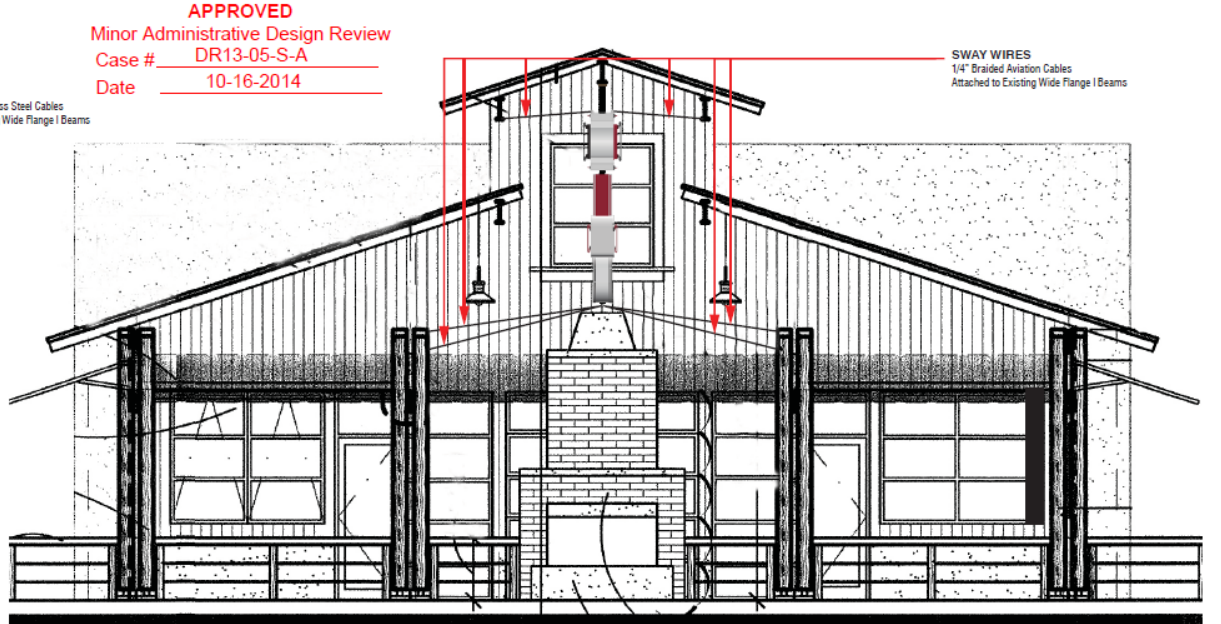 APPROVED
Minor Administrative Design Review
Case # DR13-05-S-A
Date 10-16-2014
Steel Cables
Wide Flange I Beams
SWAY WIRES
1/4" Braided Aviation Cables
Attached to Existing Wide Flange I Beams